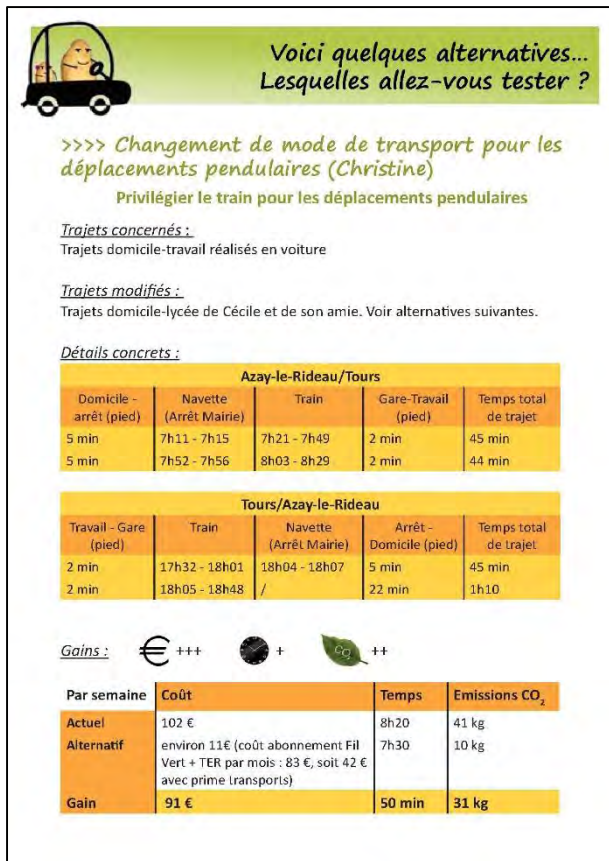 Voici quelques alternatives...
Lesquelles allez-vous tester ?
>>>> Changement de mode de transport pour les
déplacements pendulaires (Christine)
Privilégier le train pour les déplacements pendulaires
Trajets concernés :
Trajets domicile-travail réalisés en voiture
Trajets modifiés :
Trajets domicile-lycée de Cécile et de son amie. Voir alternatives suivantes.
Détails concrets :
Azay-le-Rideau/Tours
Domicile - arrêt (pied) Navette (Arrêt Mairie) Train Gare-Travail (pied) Temps total de trajet
5 min 7h11 - 7h15 7h21 - 7h49 2 min 45 min
5 min 7h52 - 7h56 8h03 - 8h29 2 min 44 min
Tours/Azay-le-Rideau
Travail - Gare (pied) Train Navette (Arrêt Mairie) Arrêt - Domicile (pied) Temps total de trajet
2 min 17h32 - 18h01 18h04 - 18h07 5 min 45 min
2 min 18h05 - 18h48 / 22 min 1h10
Gains : € +++ + CO2 ++
Par semaine Coût Temps Emissions CO2
Actuel 102 € 8h20 41 kg
Alternatif environ 11€ (coût abonnement Fil 7h30 10 kg
Vert + TER par mois : 83 €, soit 42 €
avec prime transports)
Gain 91 € 50 min 31 kg